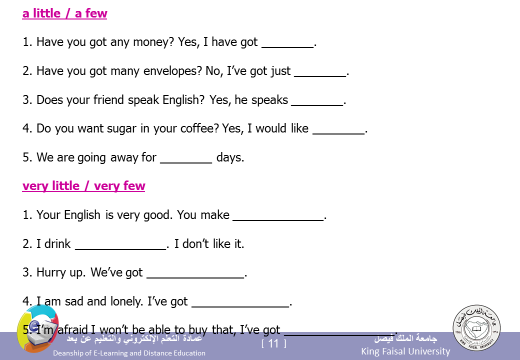 a little / a few
1. Have you got any money? Yes, I have got ________.
2. Have you got many envelopes? No, I've got just ________.
3. Does your friend speak English? Yes, he speaks ________.
4. Do you want sugar in your coffee? Yes, I would like ________.
5. We are going away for ________ days.
very little / very few
1. Your English is very good. You make ______________.
2. I drink ______________. I don't like it.
3. Hurry up. We've got _______________.
4. I am sad and lonely. I've got _______________.
5. I'm afraid I won't be able to buy that, I've got _________________.
عمادة التعلم الإلكتروني والتعليم عن بعد
Deanship of E-Learning and Distance Education
[ 11 ]
جامعة الملك فيصل
King Faisal University